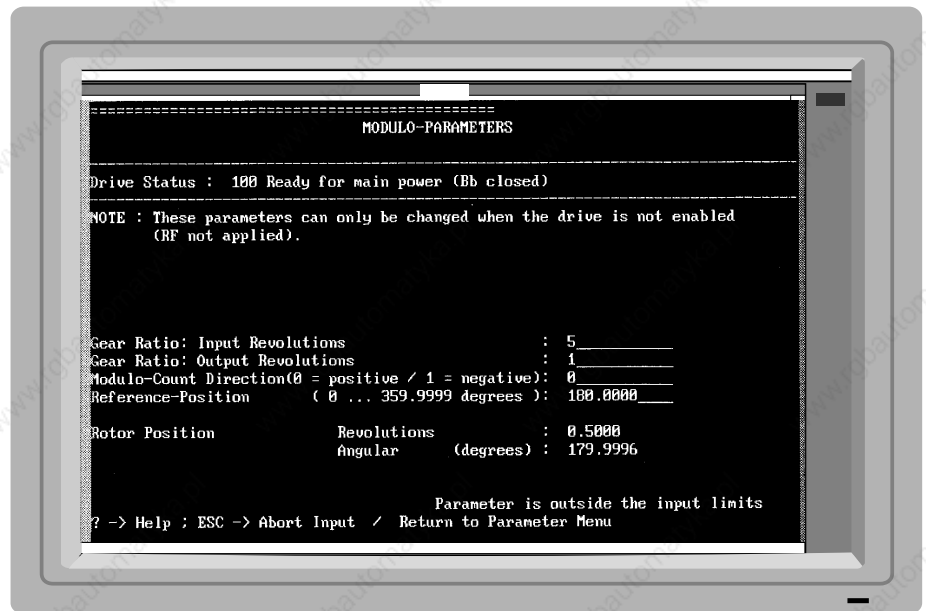 ==============================================
MODULO-PARAMETERS
Drive Status : 100 Ready for main power (Bb closed)
NOTE : These parameters can only be changed when the drive is not enabled
(RF not applied).
Gear Ratio: Input Revolutions : 5
Gear Ratio: Output Revolutions : 1
Modulo-Count Direction(0 = positive / 1 = negative): 0
Reference-Position ( 0 ... 359.9999 degrees ): 180.0000
Rotor Position Revolutions : 0.5000
Angular (degrees) : 179.9996
Parameter is outside the input limits
? -> Help ; ESC -> Abort Input / Return to Parameter Menu